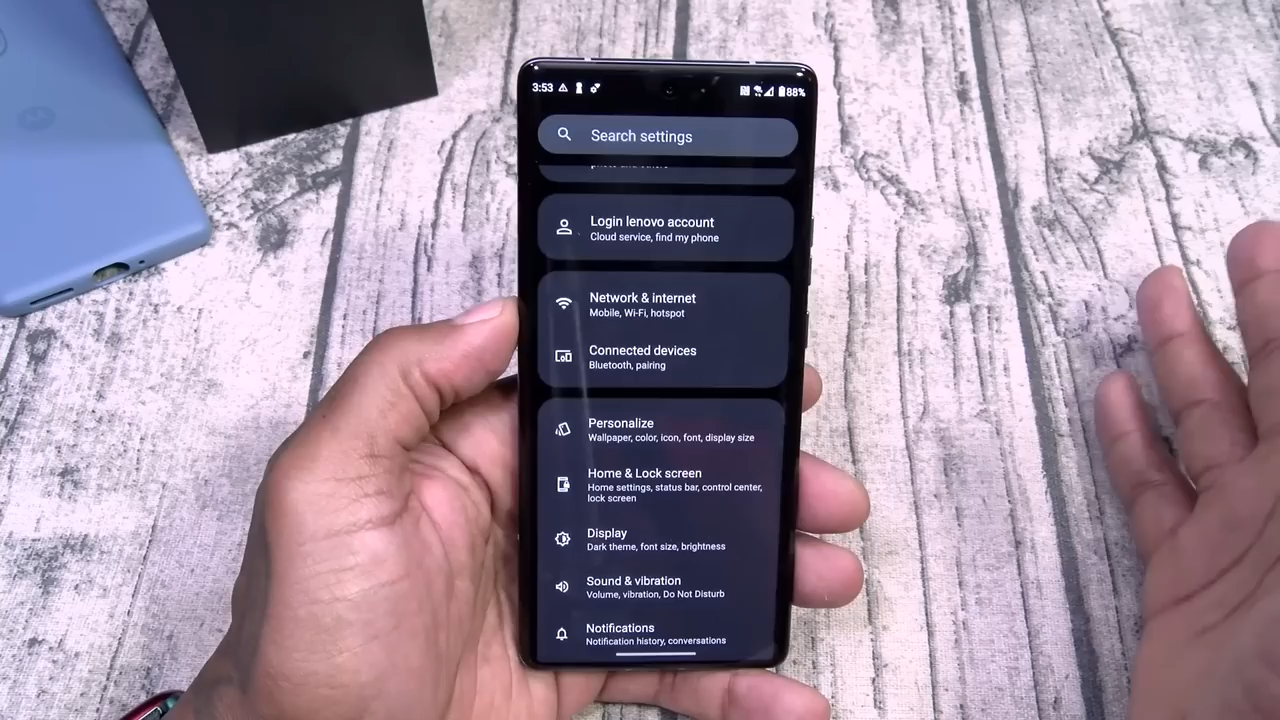 3:53
88%
Search settings
Login lenovo account
Cloud service, find my phone
Network & internet
Mobile, Wi-Fi, hotspot
Connected devices
Bluetooth, pairing
Personalize
Wallpaper, color, icon, font, display size
Home & Lock screen
Home settings, status bar, control center,
lock screen
Display
Dark theme, font size, brightness
Sound & vibration
Volume, vibration, Do Not Disturb
Notifications
Notification history, conversations